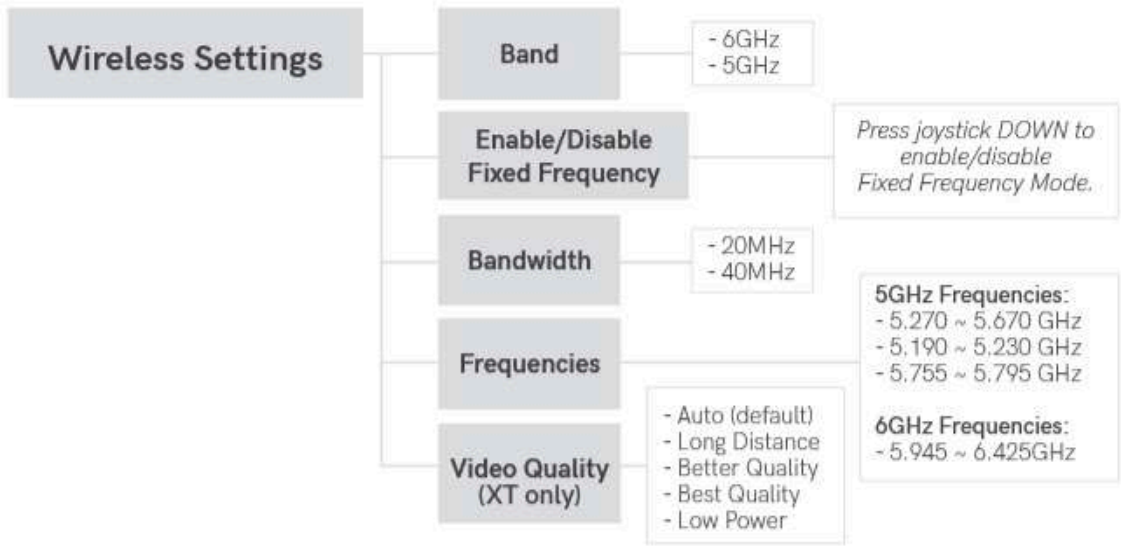 Wireless Settings
Band
- 6GHz
- 5GHz
Enable/Disable
Fixed Frequency
Press joystick DOWN to
enable/disable
Fixed Frequency Mode.
Bandwidth
- 20MHz
- 40MHz
Frequencies
5GHz Frequencies:
- 5.270 ~ 5.670 GHz
- 5.190 ~ 5.230 GHz
- 5.755 ~ 5.795 GHz
6GHz Frequencies:
- 5.945 ~ 6.425GHz
Video Quality
(XT only)
- Auto (default)
- Long Distance
- Better Quality
- Best Quality
- Low Power